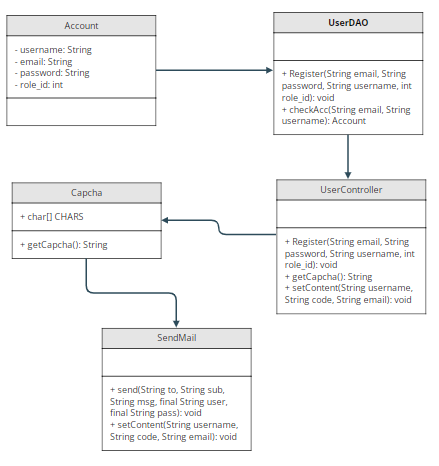 Account
- username: String
- email: String
- password: String
- role_id: int
UserDAO
+ Register(String email, String
password, String username, int
role_id): void
+ checkAcc(String email, String
username): Account
Capcha
+ char[] CHARS
+ getCapcha(): String
UserController
+ Register(String email, String
password, String username, int
role_id): void
+ getCapcha(): String
+ setContent(String username,
String code, String email): void
SendMail
+ send(String to, String sub,
String msg, final String user,
final String pass): void
+ setContent(String username,
String code, String email): void